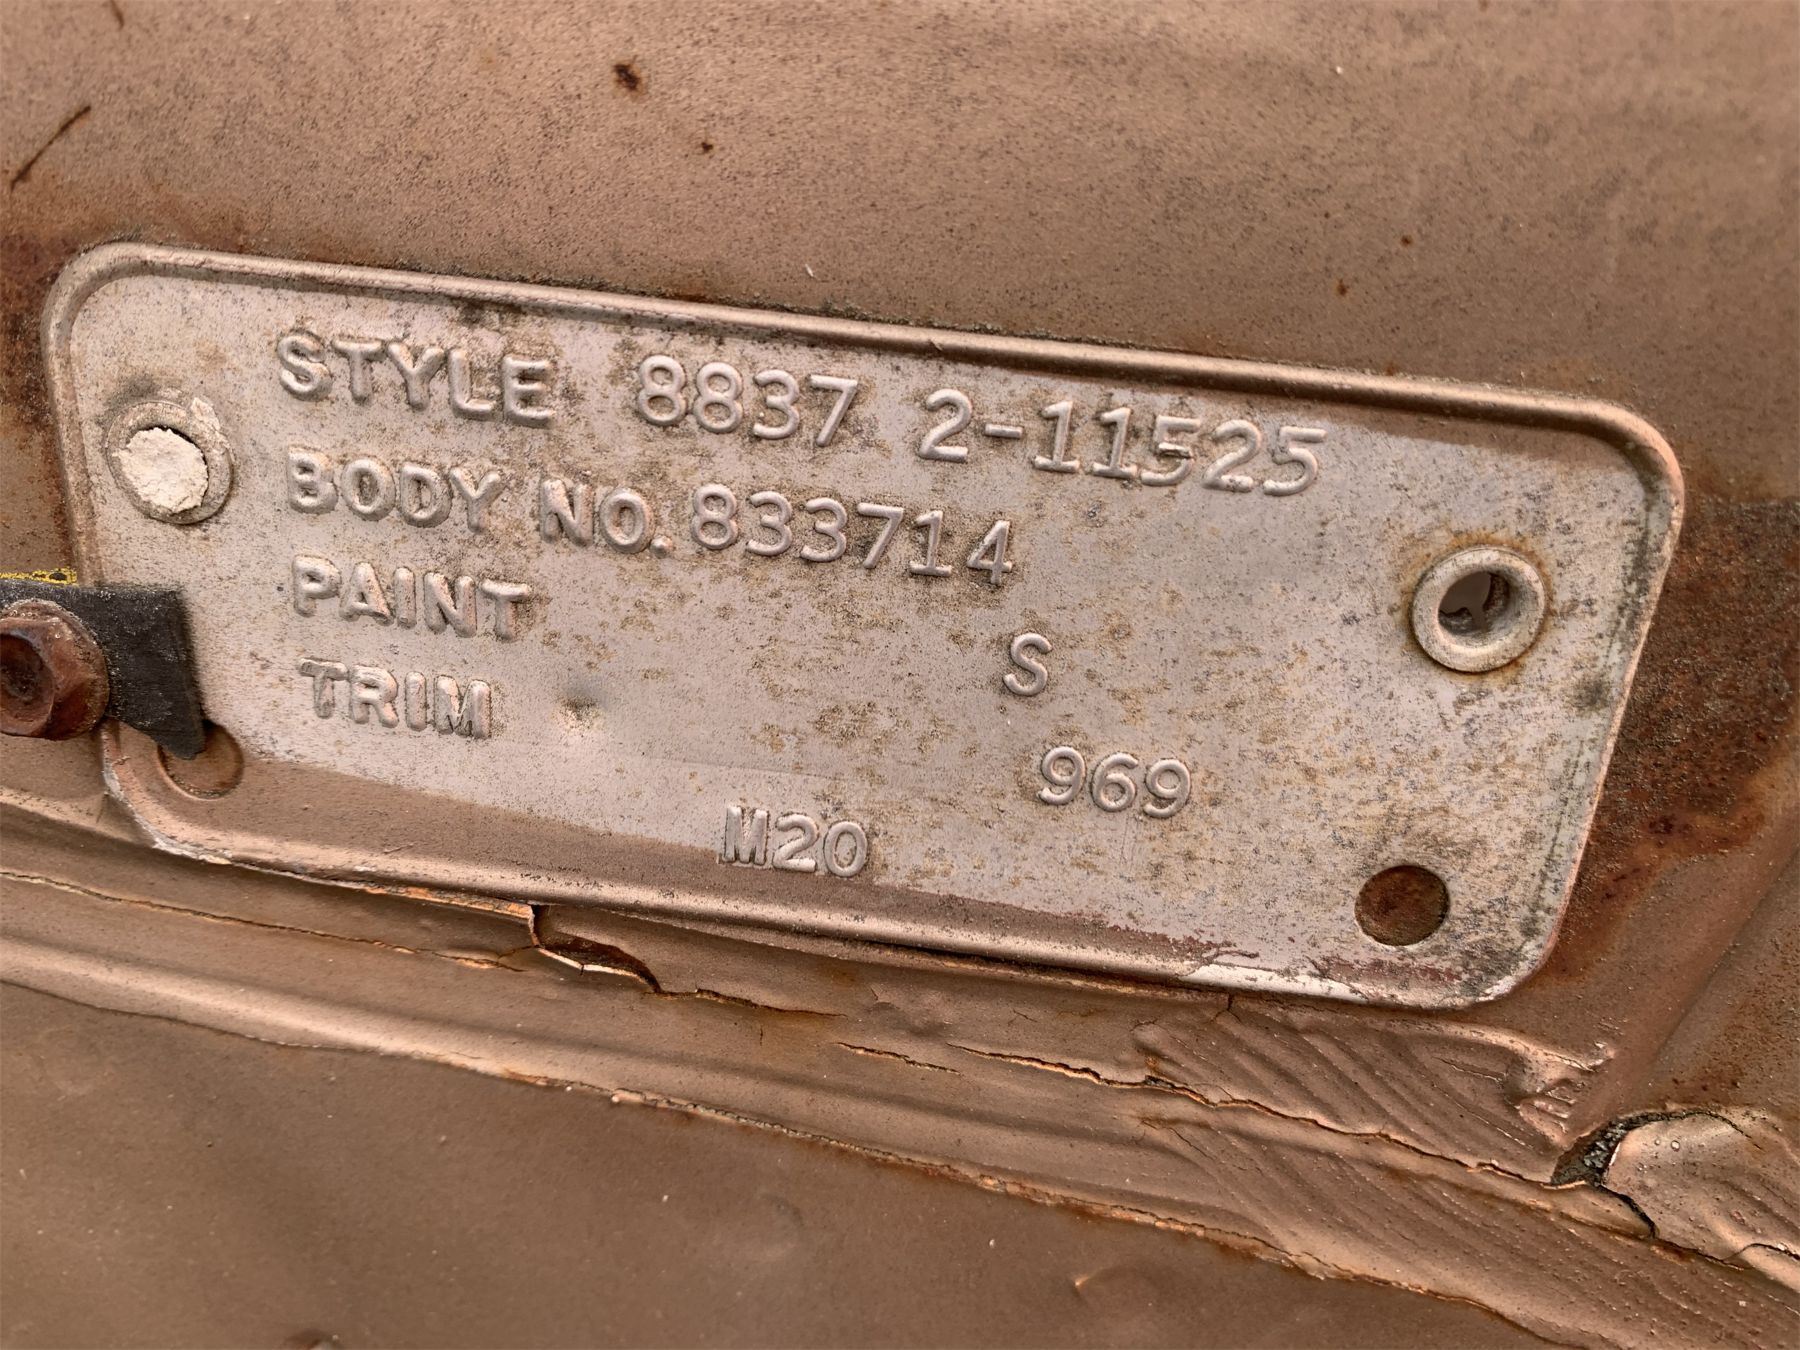 STYLE 8837 2-11525
BODY NO. 833714
PAINT S
TRIM 969
M20